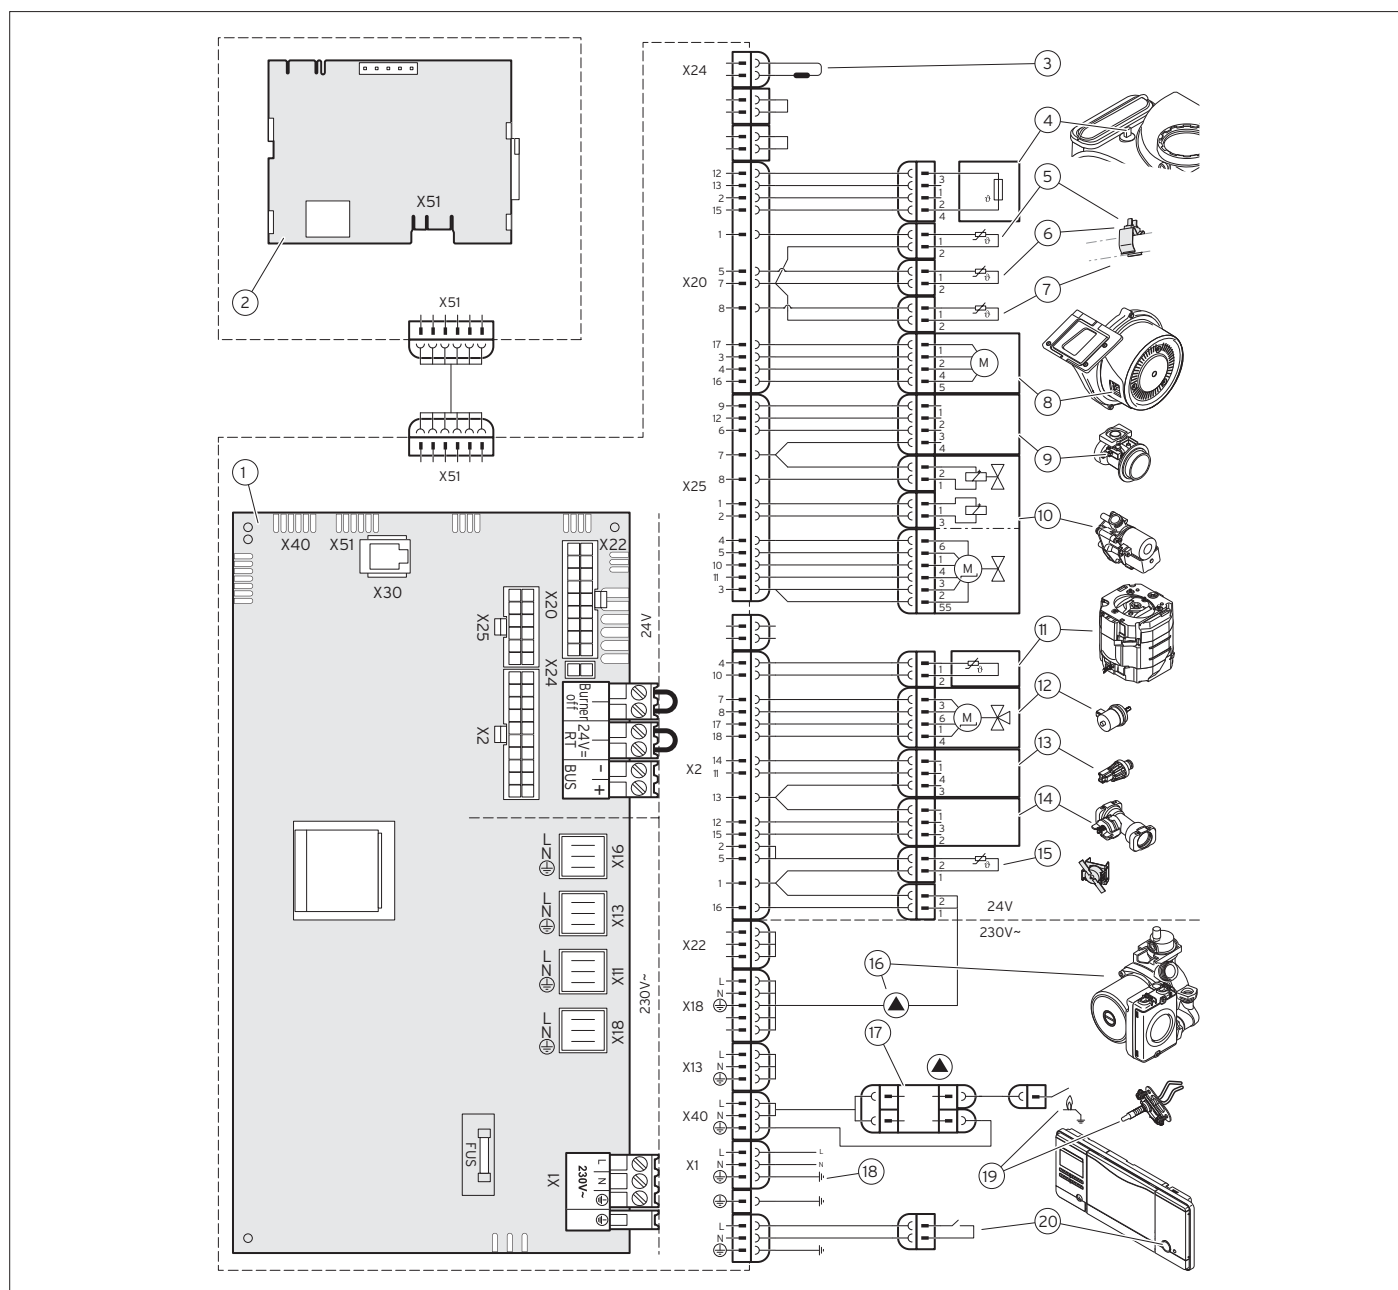 X51
2
X51
X51
1
X40
X51
X22
X30
X20
X25
X24
X2
24V
Burner
off
24V=
RT
BUS
-
+
L
N
X16
L
N
X13
L
N
X11
L
N
X18
230V~
FUS
X1
230V~
L
N
X24
3
4
12
13
2
15
3
1
2
4
5
1
1
2
6
X20
5
7
1
2
7
8
1
2
17
3
4
16
1
2
4
5
M
8
9
12
6
7
1
2
3
4
9
X25
8
2
1
1
2
1
3
10
4
5
10
11
3
6
1
4
3
2
55
M
11
4
10
1
2
12
7
8
17
18
3
6
1
4
M
13
X2
14
11
13
1
4
3
14
12
15
2
5
1
3
2
15
2
1
1
16
2
1
24V
230V~
X22
16
X18
L
N
17
X13
L
N
X40
L
N
X1
L
N
L
N
18
19
L
N
20